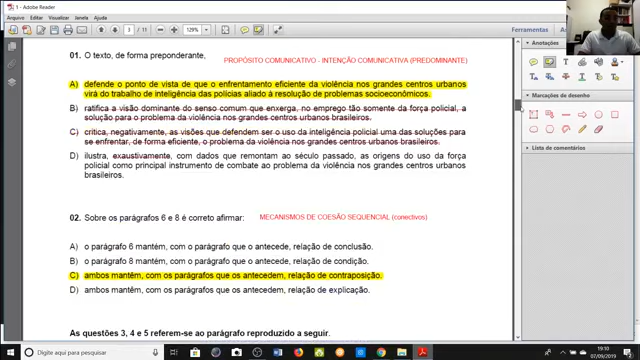 Adobe Reader
Arquivo Editar Visualizar Janela Ajuda
3 / 11
129%
Ferramentas
Anotações
Marcações de desenho
Lista de comentários
01. O texto, de forma preponderante,
PROPÓSITO COMUNICATIVO - INTENÇÃO COMUNICATIVA (PREDOMINANTE)
A) defende o ponto de vista de que o enfrentamento eficiente da violência nos grandes centros urbanos
virá do trabalho de inteligência das polícias aliado à resolução de problemas socioeconômicos.
B) ratifica a visão dominante do senso comum que enxerga, no emprego tão somente da força policial, a
solução para o problema da violência nos grandes centros urbanos brasileiros.
C) critica, negativamente, as visões que defendem ser o uso da inteligência policial uma das soluções para
se enfrentar, de forma eficiente, o problema da violência nos grandes centros urbanos brasileiros.
D) ilustra, exaustivamente, com dados que remontam ao século passado, as origens do uso da força
policial como principal instrumento de combate ao problema da violência nos grandes centros urbanos
brasileiros.
02. Sobre os parágrafos 6 e 8 é correto afirmar:
MECANISMOS DE COESÃO SEQUENCIAL (conectivos)
A) o parágrafo 6 mantém, com o parágrafo que o antecede, relação de conclusão.
B) o parágrafo 8 mantém, com o parágrafo que o antecede, relação de condição.
C) ambos mantêm, com os parágrafos que os antecedem, relação de contraposição.
D) ambos mantêm, com os parágrafos que os antecedem, relação de explicação.
As questões 3, 4 e 5 referem-se ao parágrafo reproduzido a seguir.
Digite aqui para pesquisar
19:10
07/09/2019